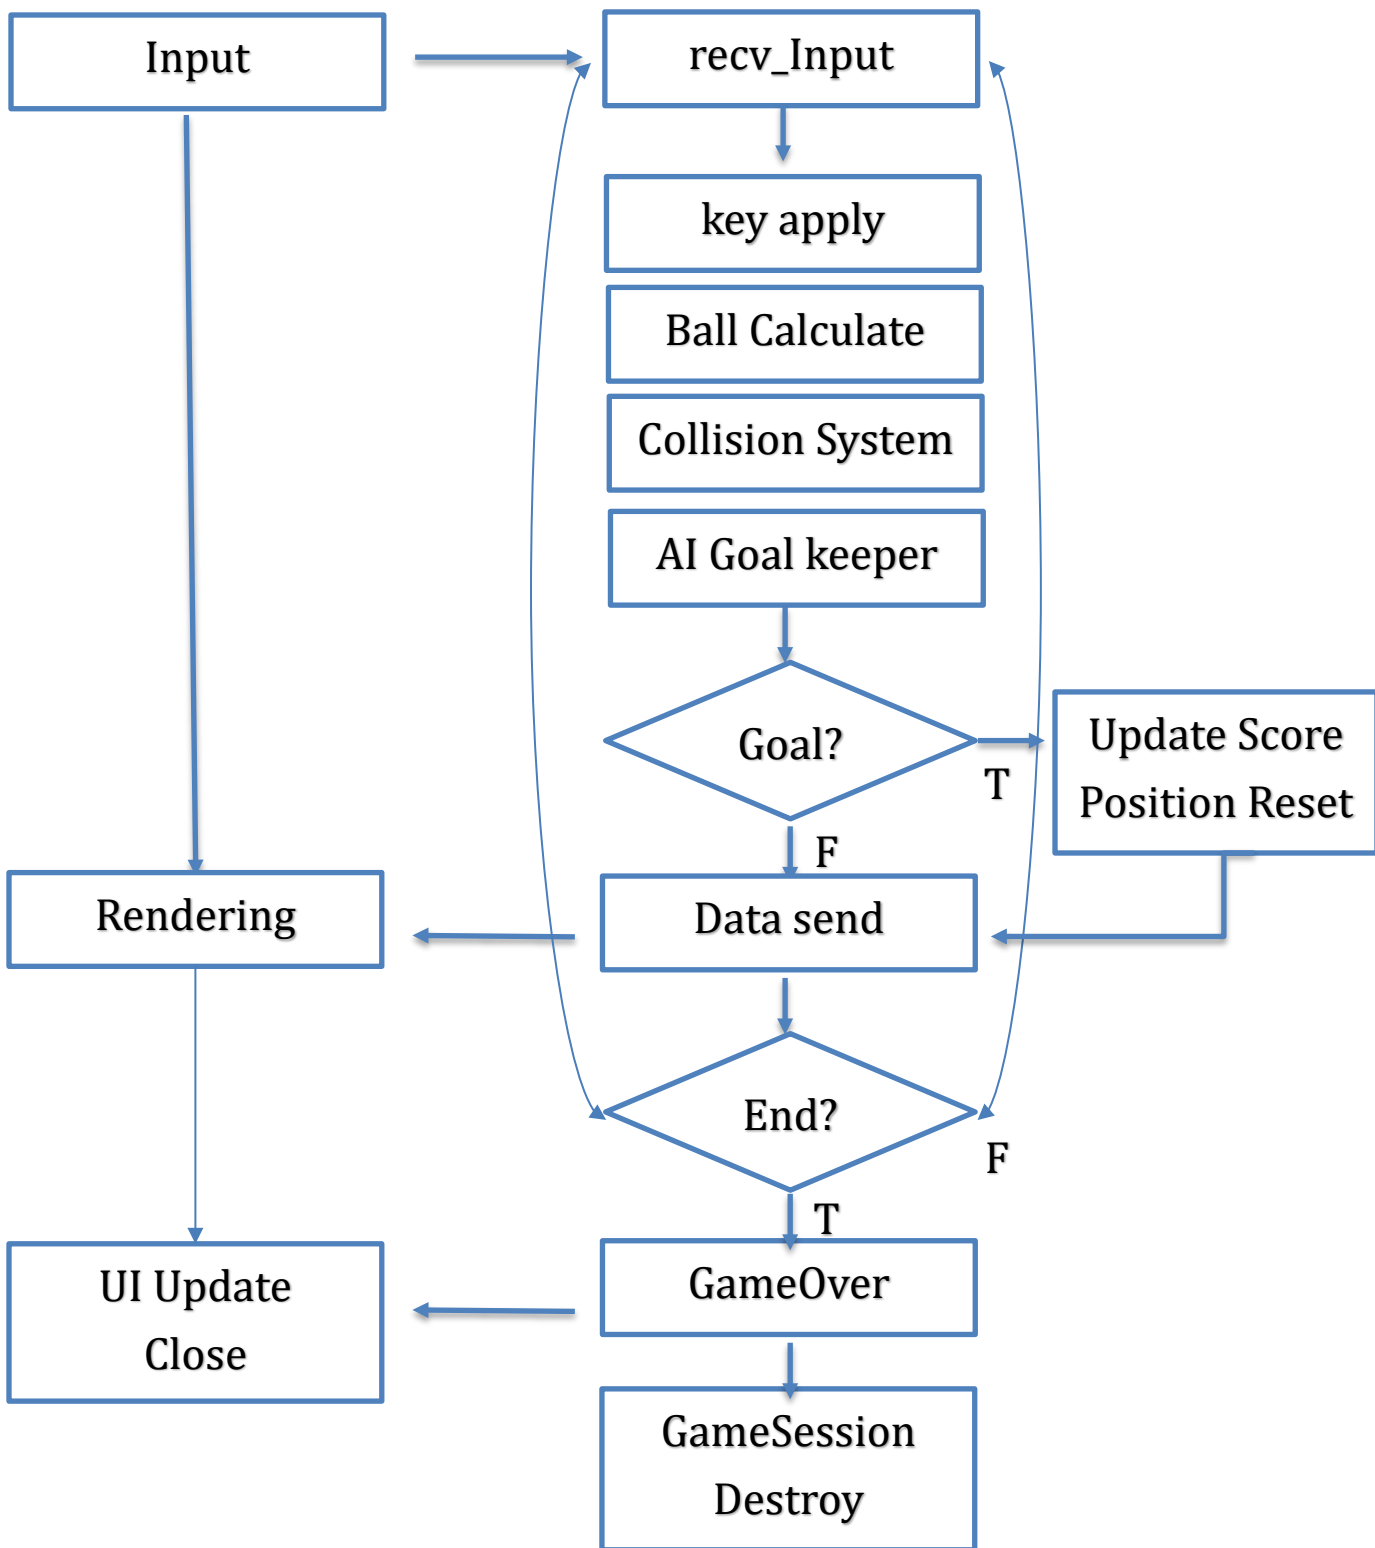 Input
recv_Input
key apply
Ball Calculate
Collision System
AI Goal keeper
Goal?
T
Update Score
Position Reset
F
Rendering
Data send
End?
F
T
UI Update
Close
GameOver
GameSession
Destroy